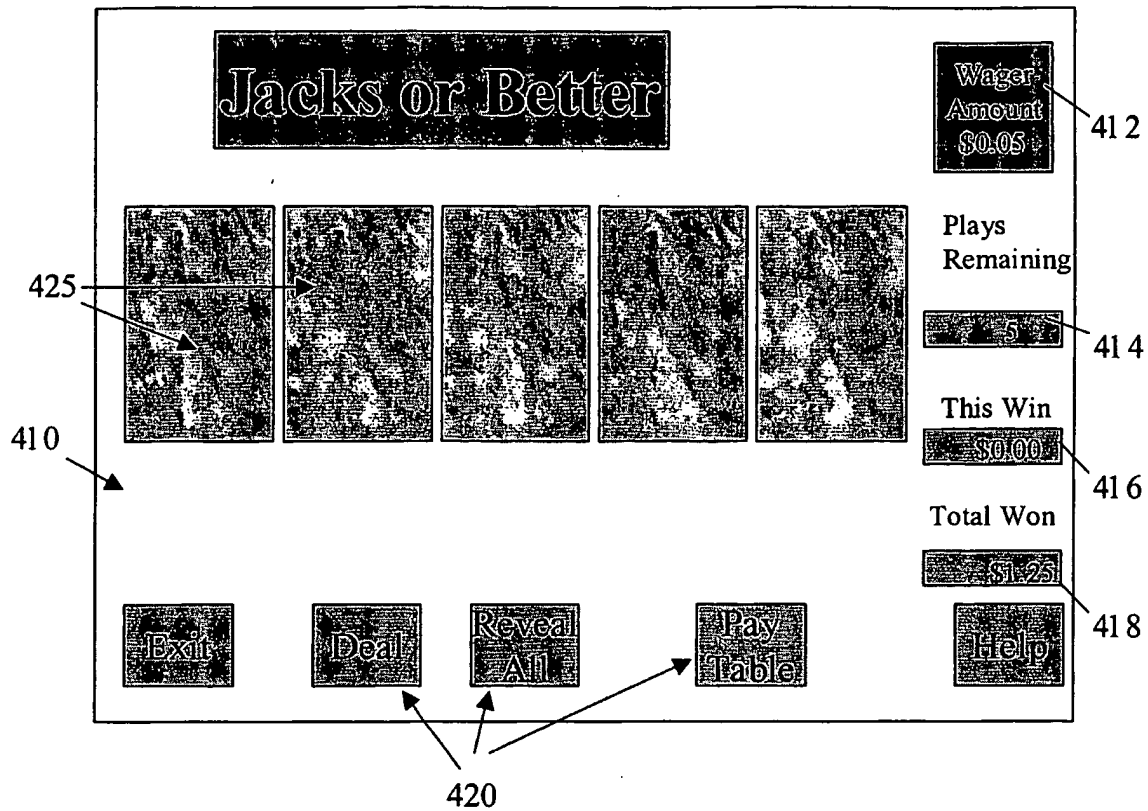 Jacks or Better
Wager
Amount
$0.05
412
Plays
Remaining
425
5
414
This Win
$0.00
410
416
Total Won
$1.25
418
Exit
Deal
Reveal
All
Pay
Table
Help
420